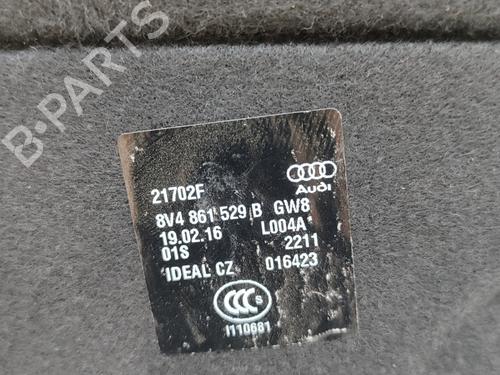 B-PARTS
21702F
Audi
8V4 861 529 B GW8
19.02.16 L004A
01S 2211
IDEAL CZ 016423
CCC S
I110681